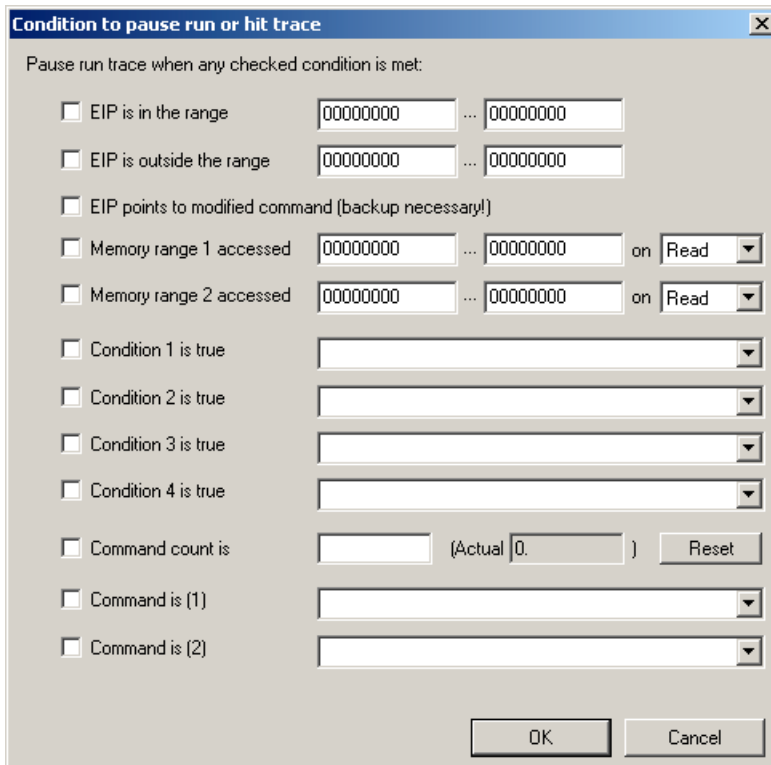 Condition to pause run or hit trace
Pause run trace when any checked condition is met:
EIP is in the range 00000000 ... 00000000
EIP is outside the range 00000000 ... 00000000
EIP points to modified command (backup necessary!)
Memory range 1 accessed 00000000 ... 00000000 on Read
Memory range 2 accessed 00000000 ... 00000000 on Read
Condition 1 is true
Condition 2 is true
Condition 3 is true
Condition 4 is true
Command count is (Actual 0. ) Reset
Command is (1)
Command is (2)
OK Cancel